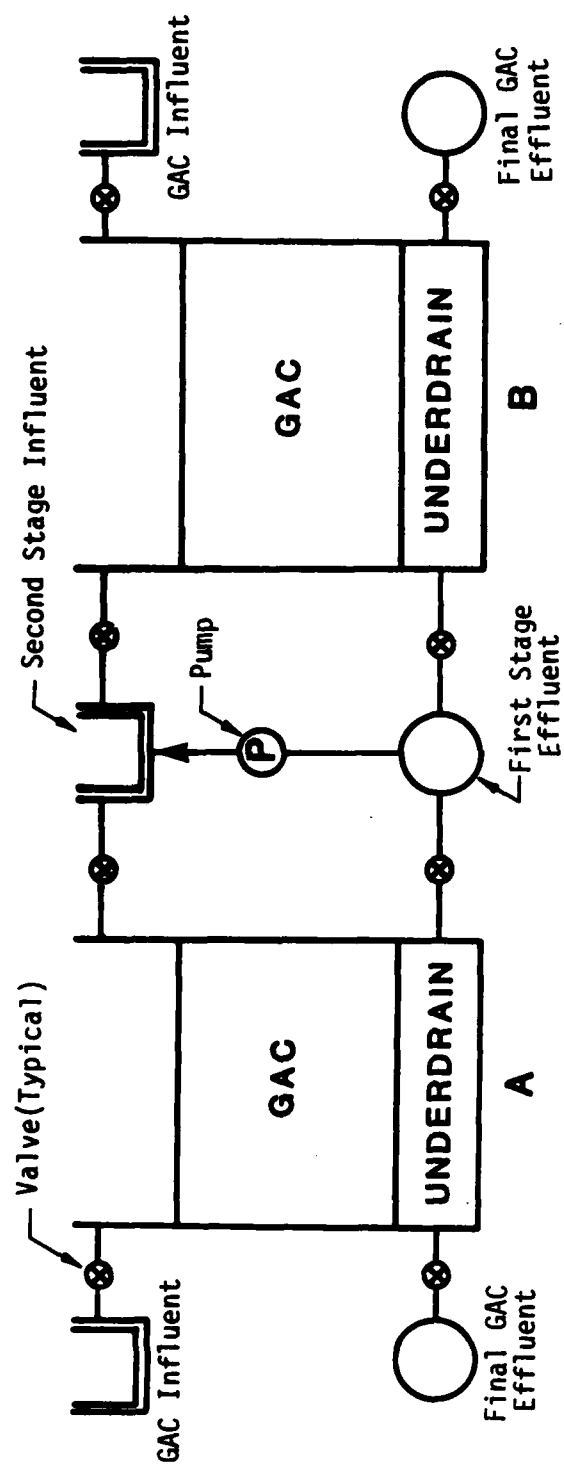 Second Stage Influent
Valve(Typical)
GAC Influent
GAC Influent
Pump
P
GAC
GAC
UNDERDRAIN
UNDERDRAIN
Final GAC
Effluent
First Stage
Effluent
Final GAC
Effluent
A
B